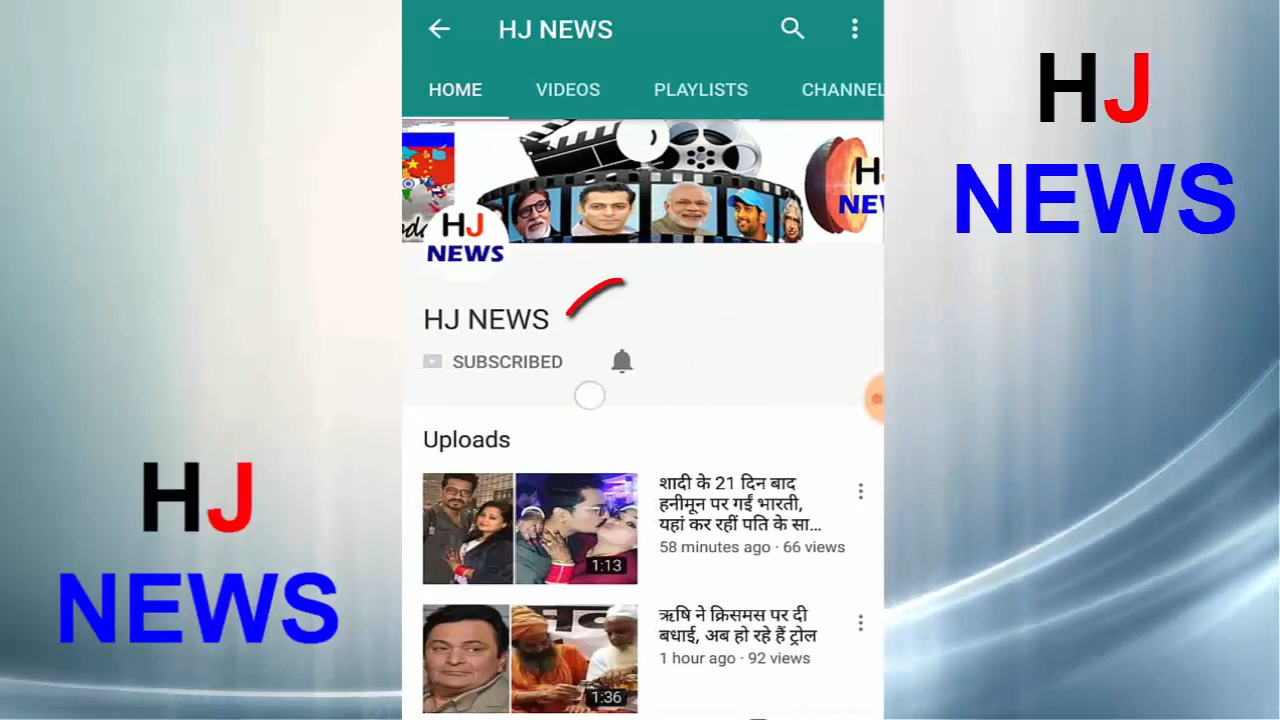 HJ NEWS
HOME VIDEOS PLAYLISTS CHANNEL
HJ
NEWS
HJ
NEWS
HJ NEWS
SUBSCRIBED
Uploads
शादी के 21 दिन बाद
हनीमून पर गईं भारती,
यहां कर रहीं पति के सा...
58 minutes ago · 66 views
1:13
ऋषि ने क्रिसमस पर दी
बधाई, अब हो रहे हैं ट्रोल
1 hour ago · 92 views
1:36
HJ
NEWS